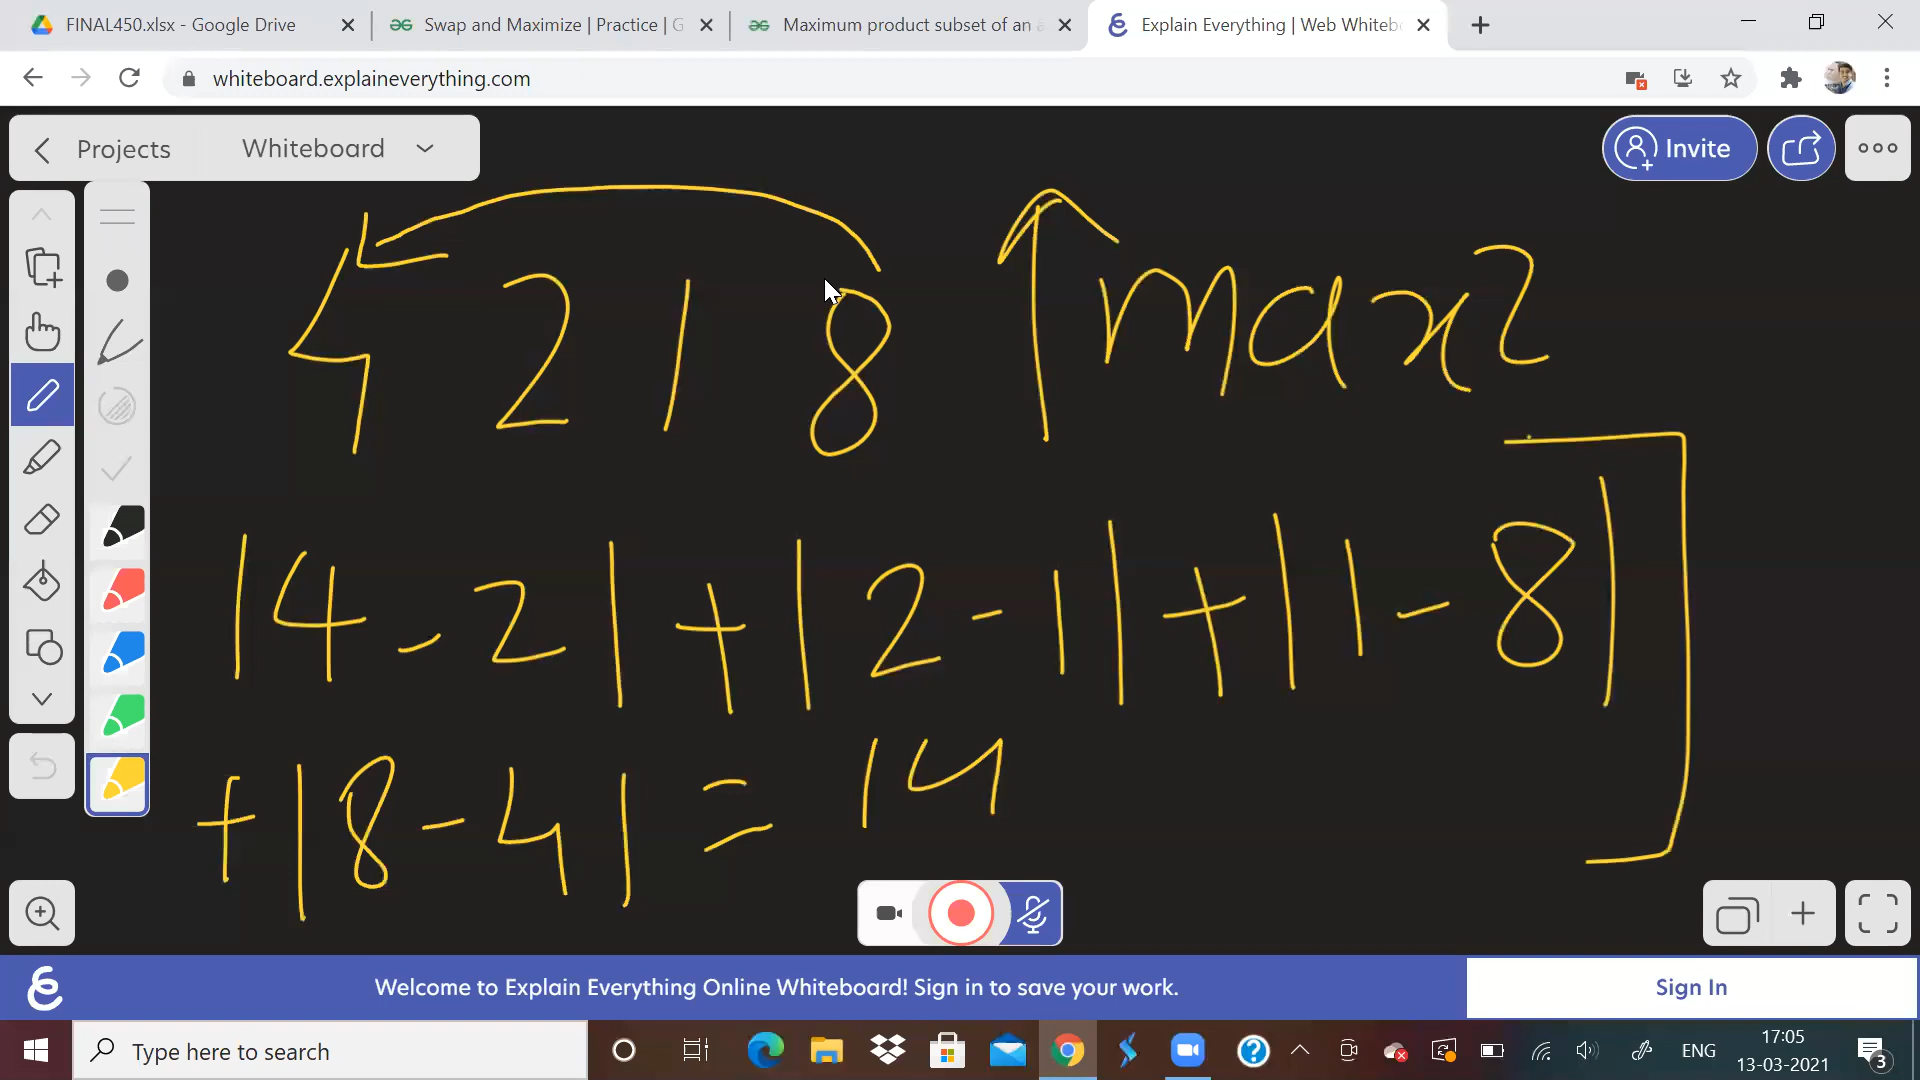 FINAL450.xlsx - Google Drive
Swap and Maximize | Practice | G
Maximum product subset of an a
Explain Everything | Web Whitebo
whiteboard.explaineverything.com
Projects
Whiteboard
Invite
4 2 1 8 ↑ max
|4 - 2| + |2 - 1| + |1 - 8|
+ |8 - 4| = 14
Welcome to Explain Everything Online Whiteboard! Sign in to save your work.
Sign In
Type here to search
ENG
17:05
13-03-2021
3